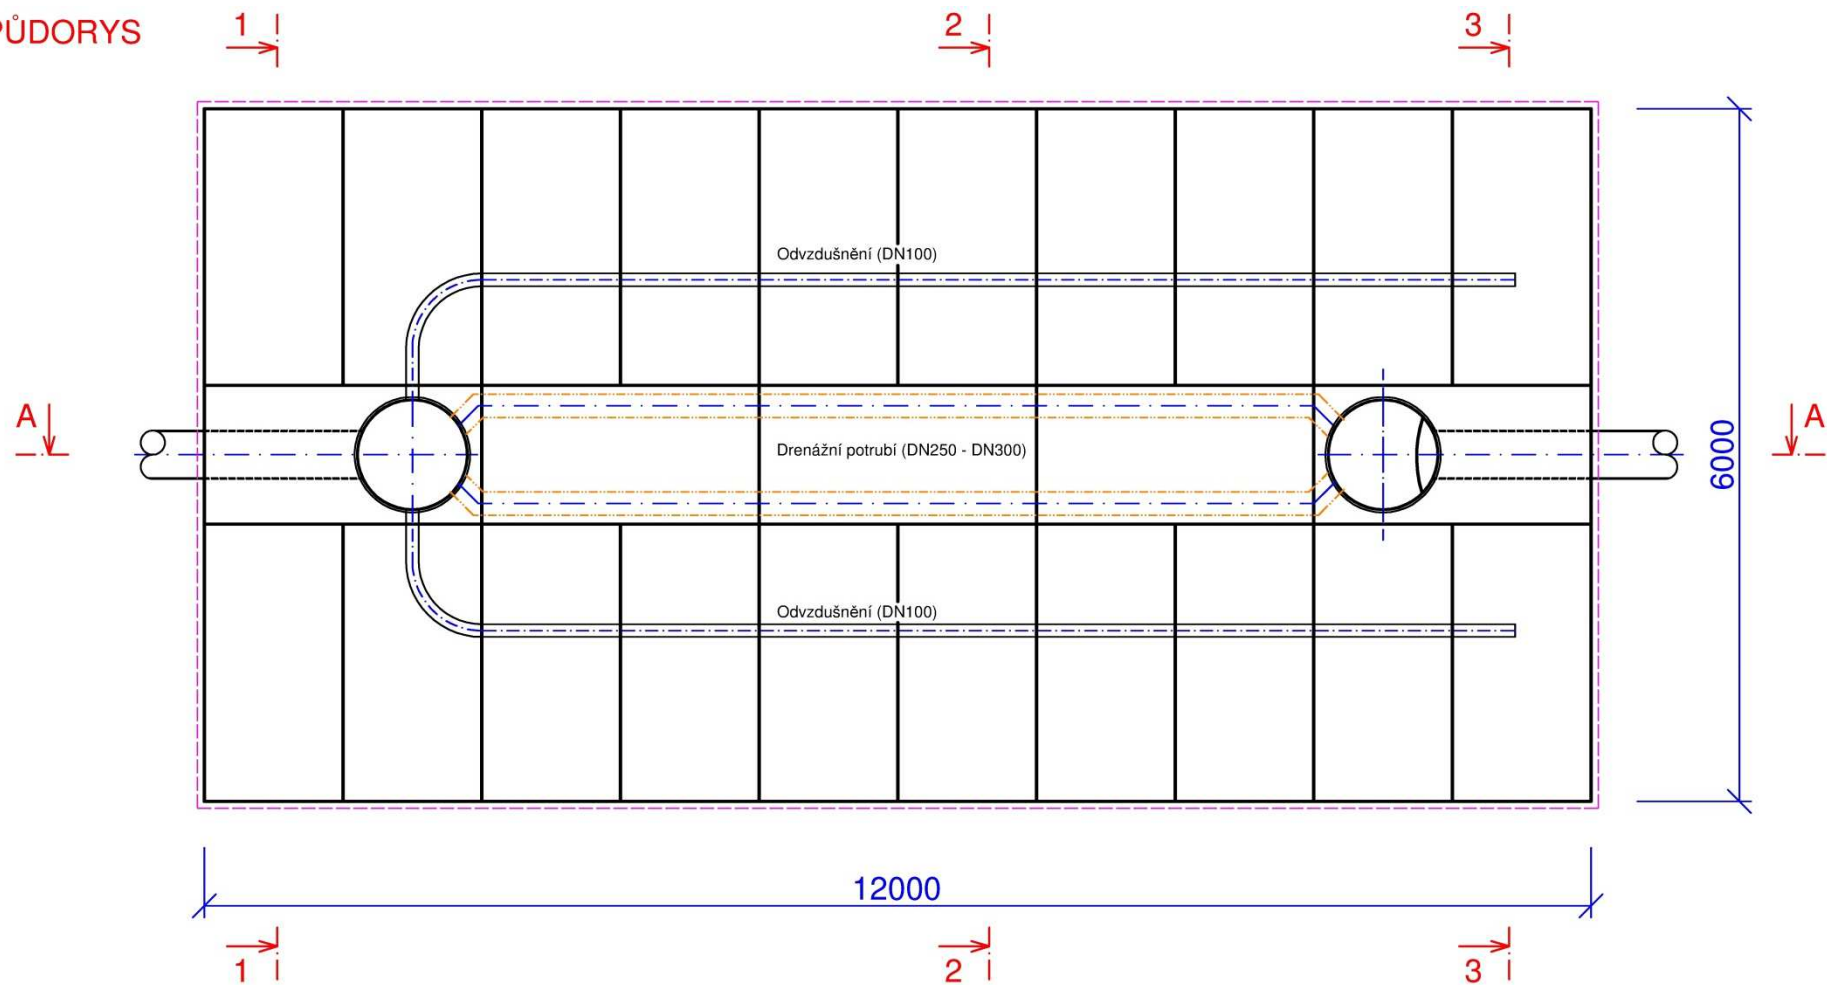 PŮDORYS
1
2
3
Odvzdušnění (DN100)
A
A
Drenážní potrubí (DN250 - DN300)
6000
Odvzdušnění (DN100)
12000
1
2
3